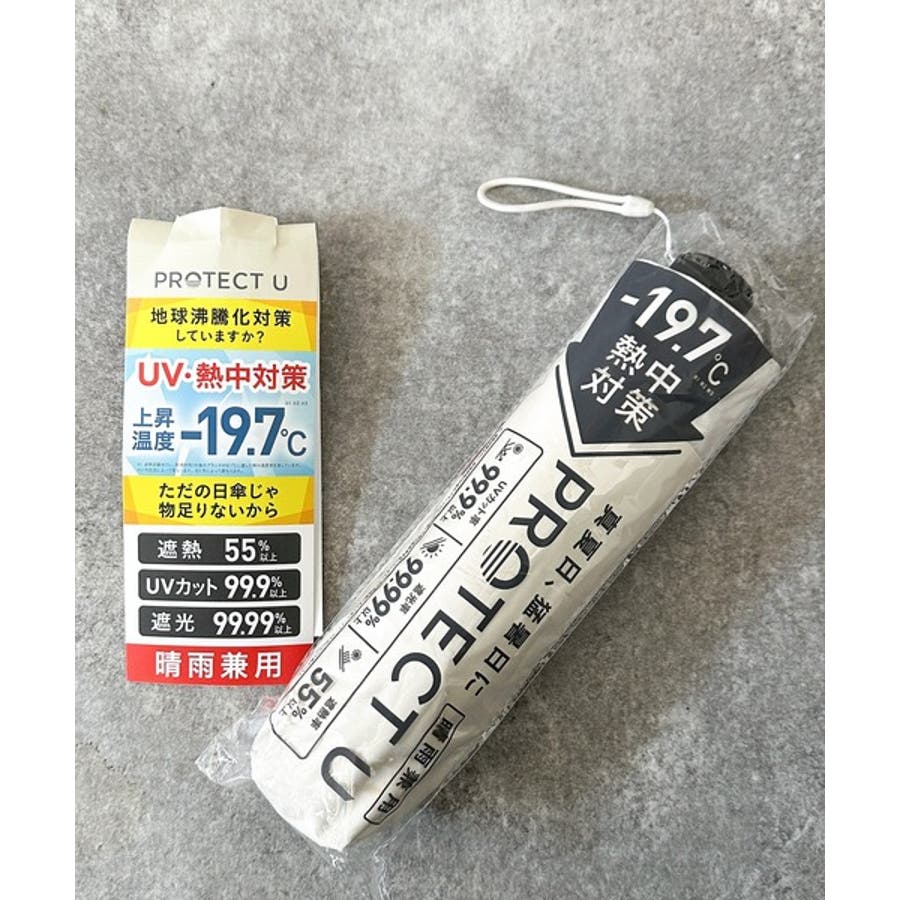 PROTECT U
地球沸騰化対策
していますか?
UV・熱中対策
上昇
温度
-19.7℃
ただの日傘じゃ
物足りないから
遮熱 55%以上
UVカット 99.9%以上
遮光 99.99%以上
晴雨兼用
-19.7℃
熱中
対策
UVカット率
99.9%以上
遮光率
99.99%以上
遮熱率
55%以上
PROTECT U
真夏日、猛暑日に
晴雨兼用